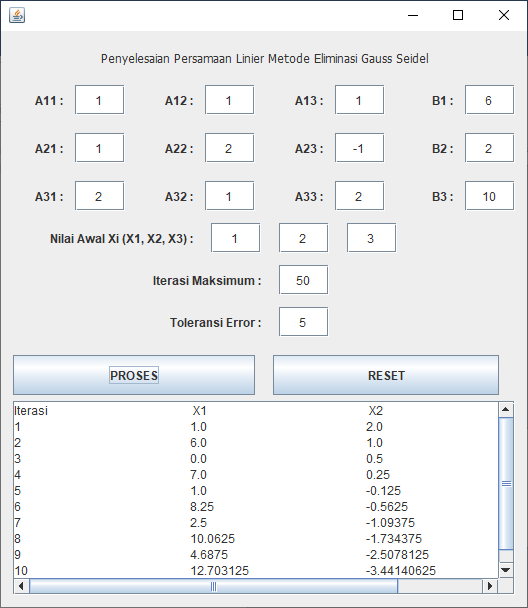 Penyelesaian Persamaan Linier Metode Eliminasi Gauss Seidel
A11 : 1 A12 : 1 A13 : 1 B1 : 6
A21 : 1 A22 : 2 A23 : -1 B2 : 2
A31 : 2 A32 : 1 A33 : 2 B3 : 10
Nilai Awal Xi (X1, X2, X3) : 1 2 3
Iterasi Maksimum : 50
Toleransi Error : 5
PROSES RESET
Iterasi X1 X2
1 1.0 2.0
2 6.0 1.0
3 0.0 0.5
4 7.0 0.25
5 1.0 -0.125
6 8.25 -0.5625
7 2.5 -1.09375
8 10.0625 -1.734375
9 4.6875 -2.5078125
10 12.703125 -3.44140625